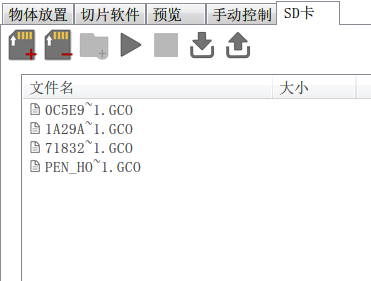 物体放置 切片软件 预览 手动控制 SD卡
文件名 大小
0C5E9~1.GCO
1A29A~1.GCO
71832~1.GCO
PEN_HO~1.GCO